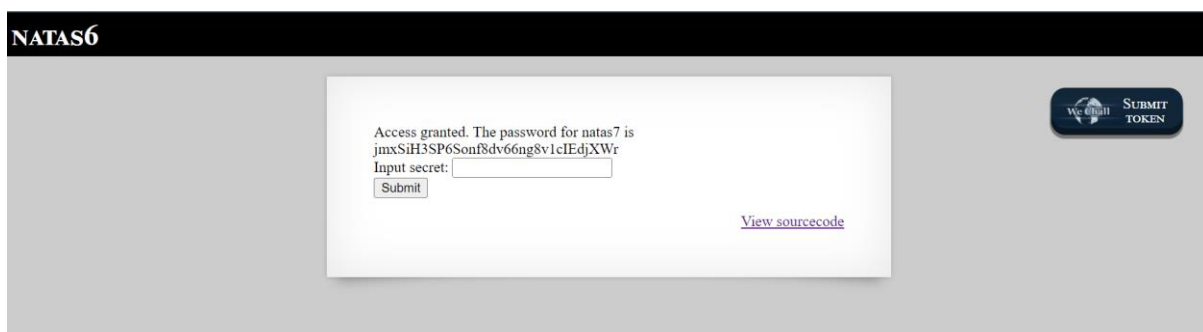 NATAS6
We Chall
SUBMIT
TOKEN
Access granted. The password for natas7 is
jmxSiH3SP6Sonf8dv66ng8v1cIEdjXWr
Input secret:
Submit
View sourcecode